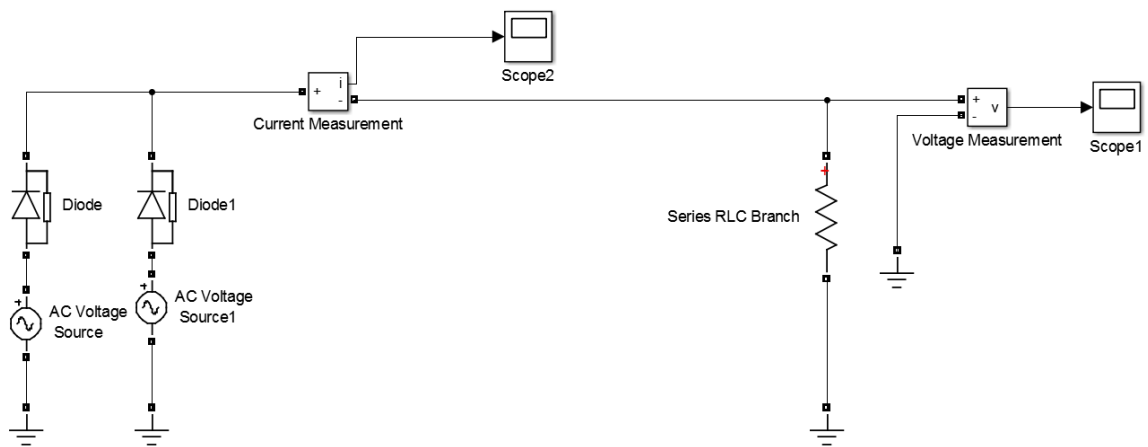 Scope2
i
+
-
Current Measurement
+
-
v
Voltage Measurement
Scope1
Diode
Diode1
+
Series RLC Branch
+
AC Voltage
Source
+
AC Voltage
Source1